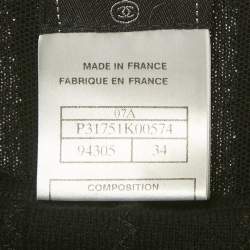 MADE IN FRANCE
FABRIQUE EN FRANCE
07A
P31751K00574
94305 34
COMPOSITION